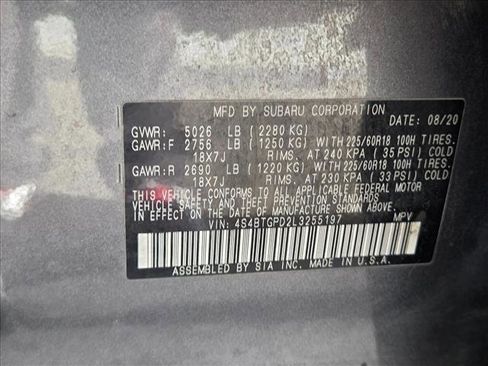 MFD BY SUBARU CORPORATION DATE: 08/20
GVWR: 5026 LB (2280 KG)
GAWR:F 2756 LB (1250 KG) WITH 225/60R18 100H TIRES.
18X7J RIMS. AT 240 KPA (35 PSI) COLD
GAWR:R 2690 LB (1220 KG) WITH 225/60R18 100H TIRES.
18X7J RIMS. AT 230 KPA (33 PSI) COLD
THIS VEHICLE CONFORMS TO ALL APPLICABLE FEDERAL MOTOR
VEHICLE SAFETY AND THEFT PREVENTION STANDARDS
IN EFFECT ON THE DATE OF MANUFACTURE SHOWN ABOVE.
VIN: 4S4BTGPD2L3255197 MPV
ASSEMBLED BY SIA INC. MADE IN U.S.A.